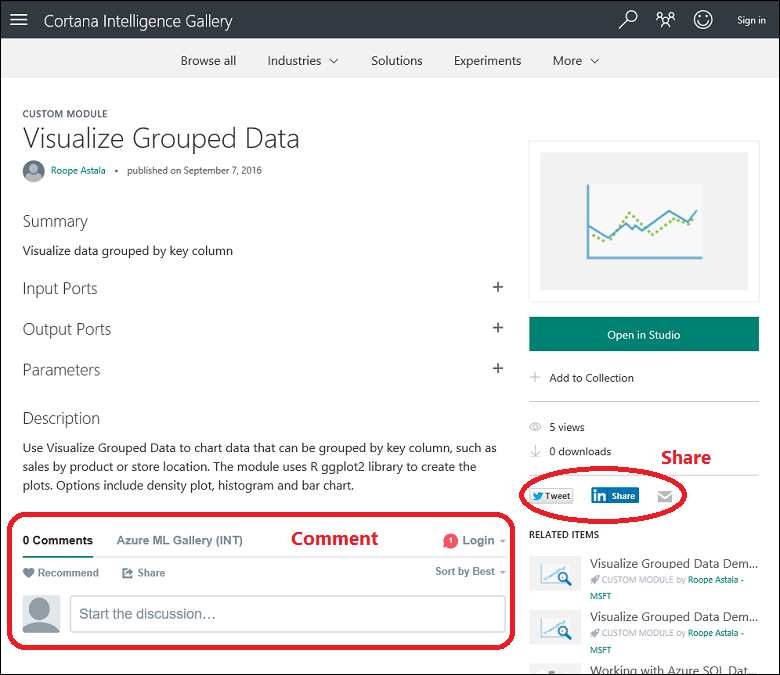 Cortana Intelligence Gallery
Sign in
Browse all
Industries
Solutions
Experiments
More
CUSTOM MODULE
Visualize Grouped Data
Roope Astala • published on September 7, 2016
Summary
Visualize data grouped by key column
Input Ports
+
Output Ports
+
Parameters
+
Description
Use Visualize Grouped Data to chart data that can be grouped by key column, such as
sales by product or store location. The module uses R ggplot2 library to create the
plots. Options include density plot, histogram and bar chart.
0 Comments
Azure ML Gallery (INT)
Comment
1
Login
Recommend
Share
Sort by Best
Start the discussion…
Open in Studio
+ Add to Collection
5 views
0 downloads
Share
Tweet
in Share
RELATED ITEMS
Visualize Grouped Data Dem...
CUSTOM MODULE by Roope Astala -
MSFT
Visualize Grouped Data Dem...
CUSTOM MODULE by Roope Astala -
MSFT
Working with Azure SQL Dat...